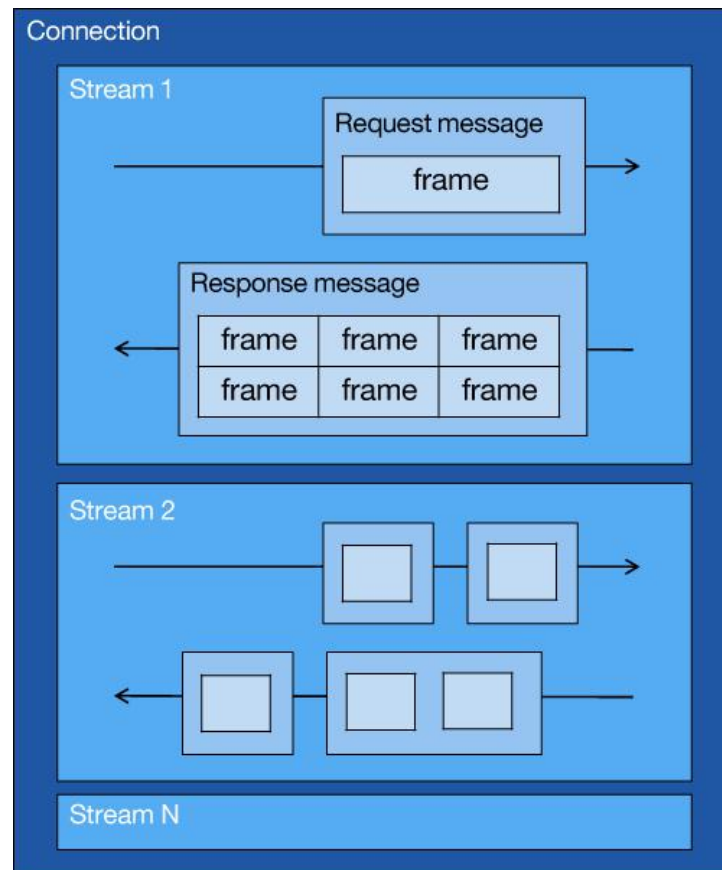 Connection
Stream 1
Request message
frame
Response message
frame frame frame
frame frame frame
Stream 2
Stream N